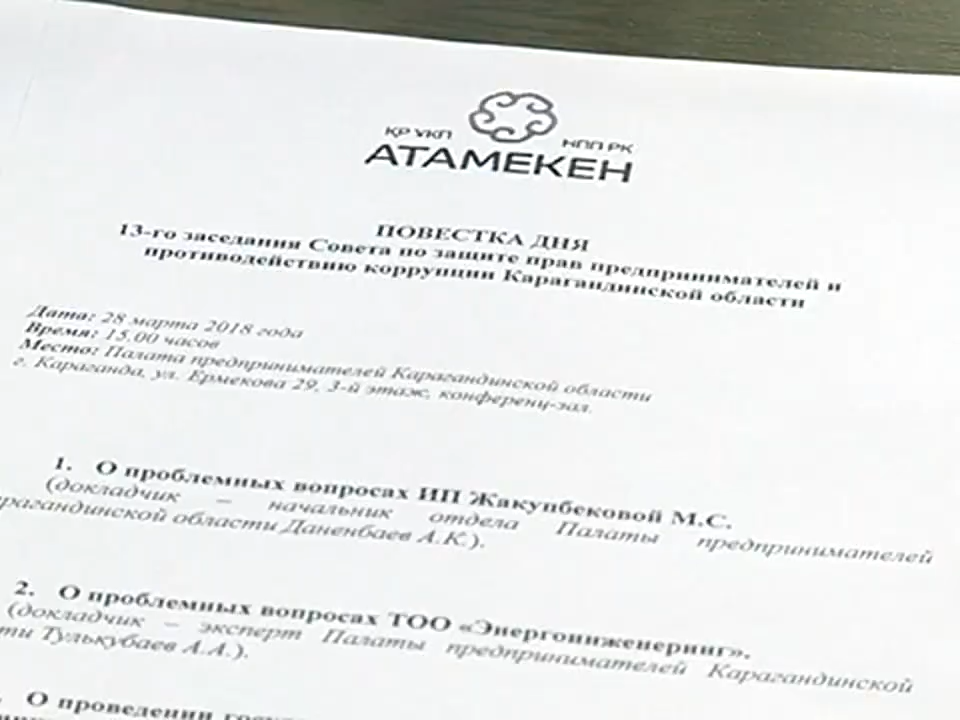 ҚР ҰКП НПП РК
АТАМЕКЕН
ПОВЕСТКА ДНЯ
13-го заседания Совета по защите прав предпринимателей и
противодействию коррупции Карагандинской области
Дата: 28 марта 2018 года
Время: 15.00 часов
Место: Палата предпринимателей Карагандинской области
г. Караганда, ул. Ермекова 29, 3-й этаж, конференц-зал.
1. О проблемных вопросах ИП Жакупбековой М.С.
(докладчик – начальник отдела Палаты предпринимателей
арагандинской области Даненбаев А.К.).
2. О проблемных вопросах ТОО «Энергоинженеринг».
(докладчик – эксперт Палаты предпринимателей Карагандинской
ти Тулькубаев А.А.).
О проведении